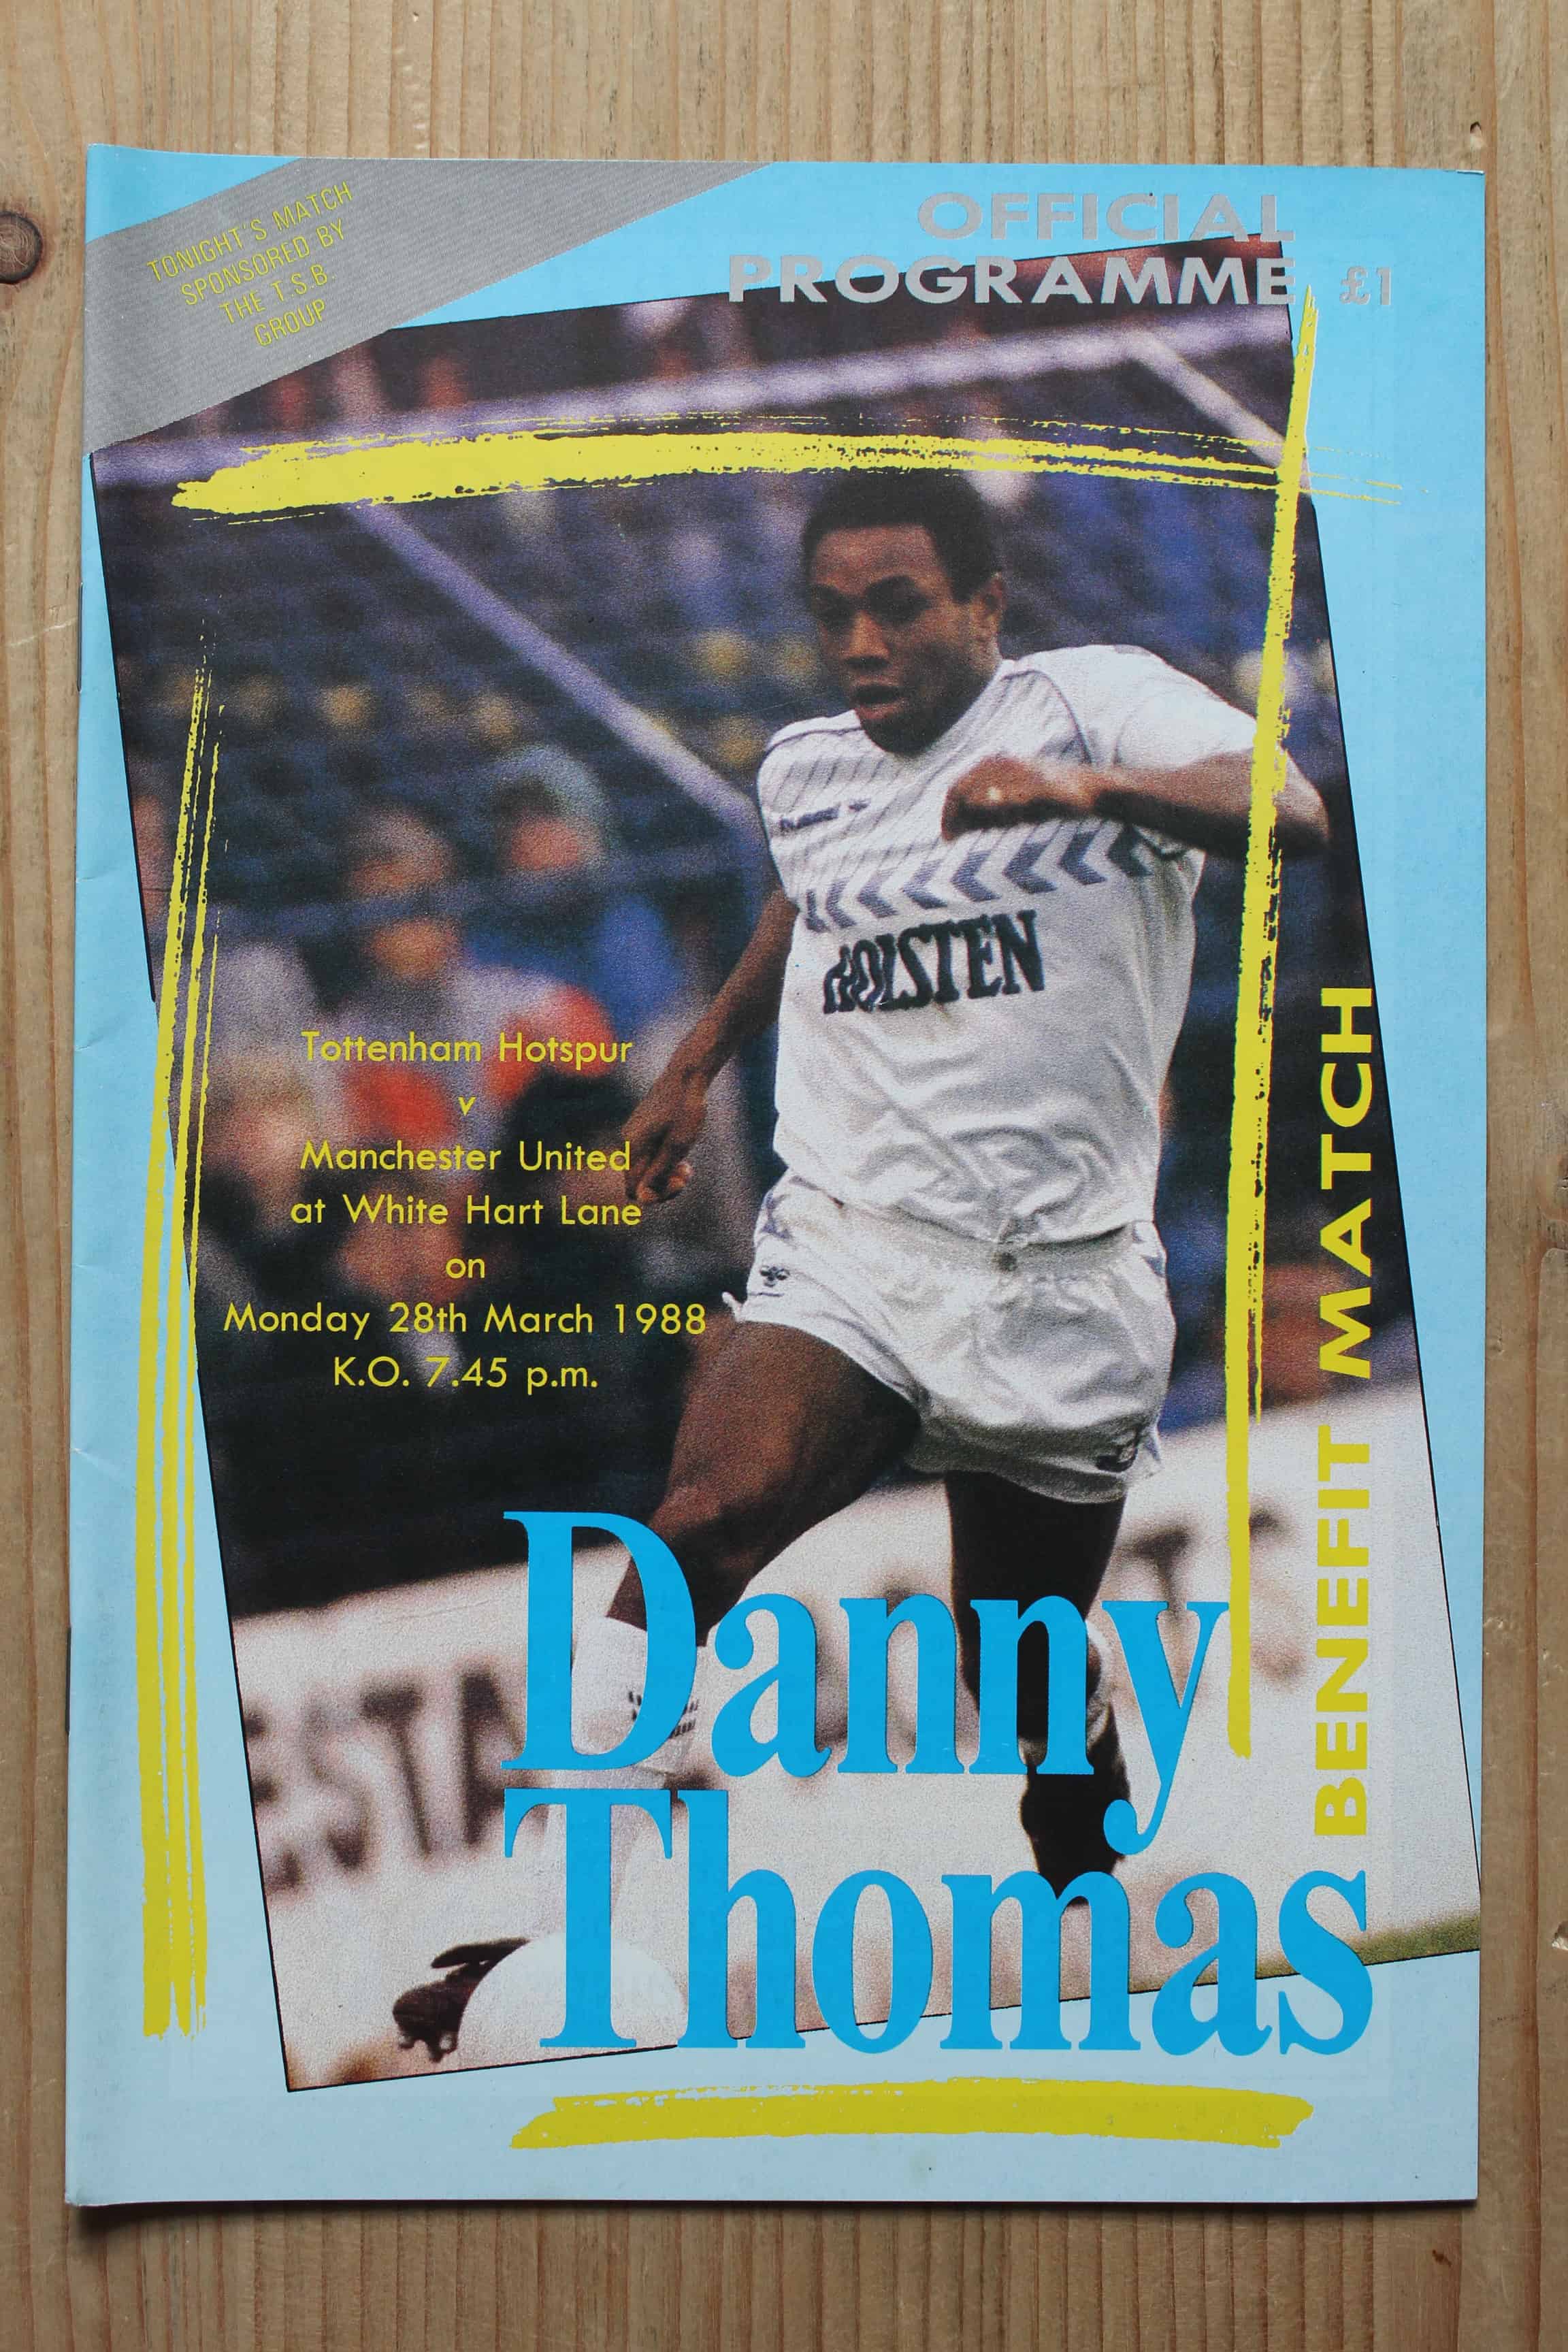 TONIGHT'S MATCH
SPONSORED BY
THE T.S.B.
GROUP
OFFICIAL
PROGRAMME £1
HOLSTEN
Tottenham Hotspur
v
Manchester United
at White Hart Lane
on
Monday 28th March 1988
K.O. 7.45 p.m.
BENEFIT MATCH
Danny
Thomas